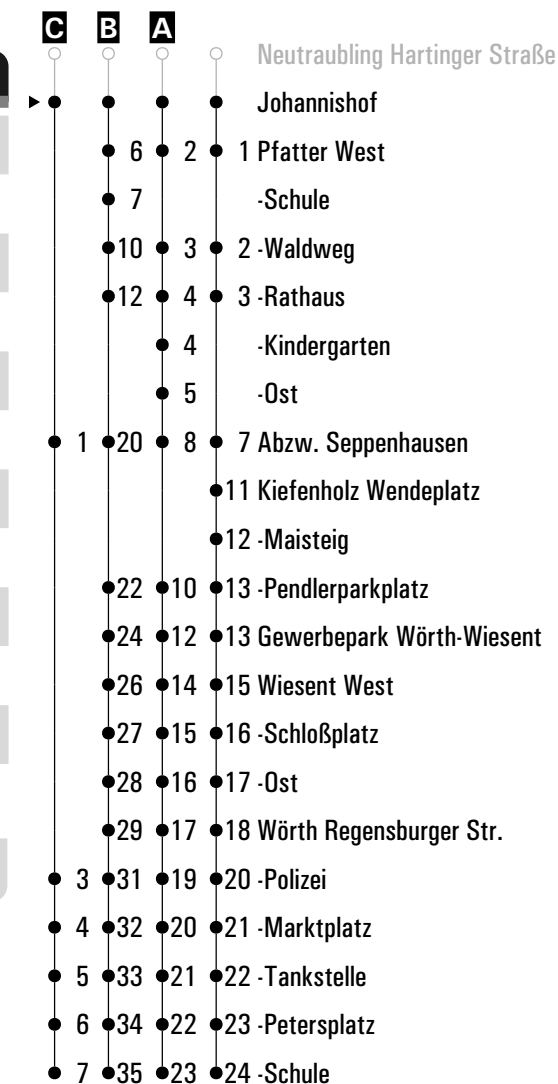 C B A
Neutraubling Hartinger Straße
Johannishof
6 2 1 Pfatter West
7 -Schule
10 3 2 -Waldweg
12 4 3 -Rathaus
4 -Kindergarten
5 -Ost
1 20 8 7 Abzw. Seppenhausen
11 Kiefenholz Wendeplatz
12 -Maisteig
22 10 13 -Pendlerparkplatz
24 12 13 Gewerbepark Wörth-Wiesent
26 14 15 Wiesent West
27 15 16 -Schloßplatz
28 16 17 -Ost
29 17 18 Wörth Regensburger Str.
3 31 19 20 -Polizei
4 32 20 21 -Marktplatz
5 33 21 22 -Tankstelle
6 34 22 23 -Petersplatz
7 35 23 24 -Schule